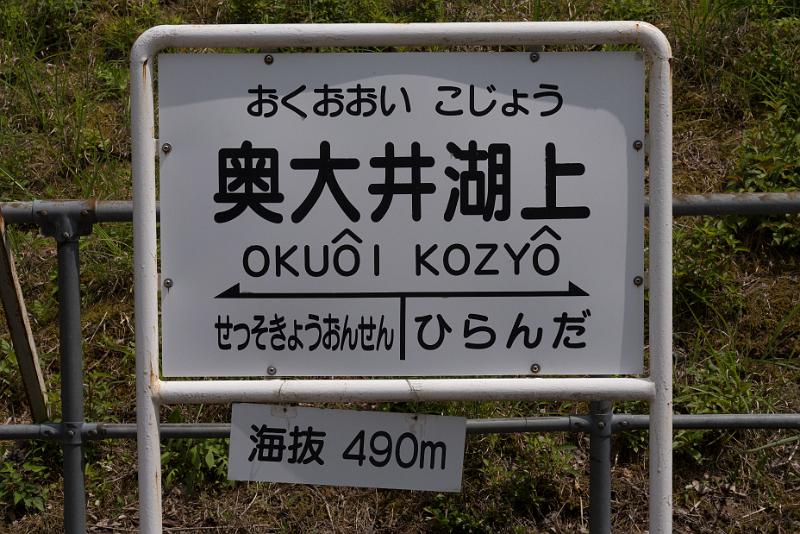 おくおおい こじょう
奥大井湖上
OKUÔI KOZYÔ
せっそきょうおんせん ひらんだ
海抜 490m